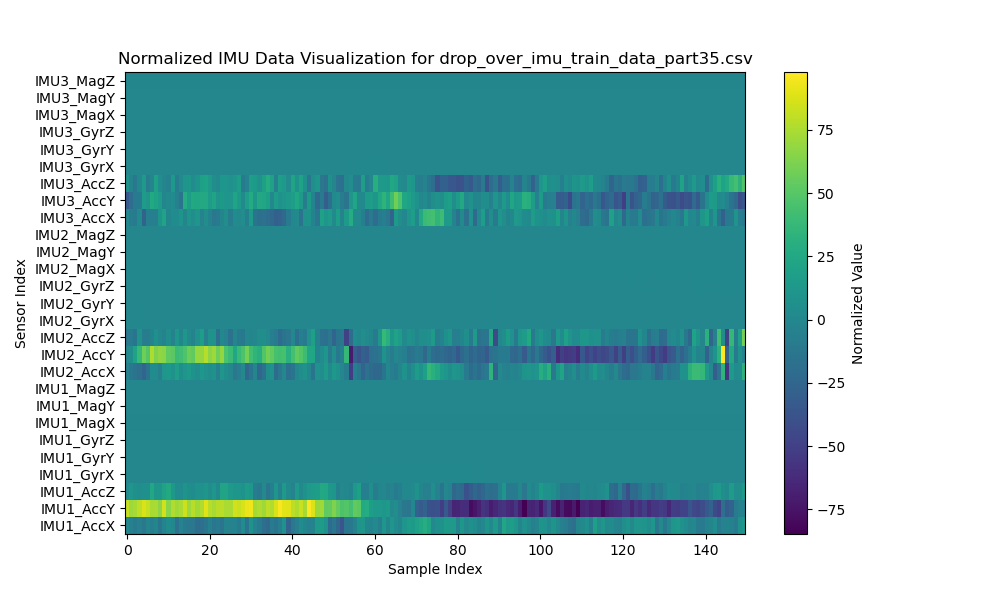 Normalized IMU Data Visualization for drop_over_imu_train_data_part35.csv
IMU3_MagZ
IMU3_MagY
IMU3_MagX
IMU3_GyrZ
IMU3_GyrY
IMU3_GyrX
IMU3_AccZ
IMU3_AccY
IMU3_AccX
IMU2_MagZ
IMU2_MagY
IMU2_MagX
IMU2_GyrZ
IMU2_GyrY
IMU2_GyrX
IMU2_AccZ
IMU2_AccY
IMU2_AccX
IMU1_MagZ
IMU1_MagY
IMU1_MagX
IMU1_GyrZ
IMU1_GyrY
IMU1_GyrX
IMU1_AccZ
IMU1_AccY
IMU1_AccX
Sensor Index
0 20 40 60 80 100 120 140
Sample Index
75
50
25
0
−25
−50
−75
Normalized Value